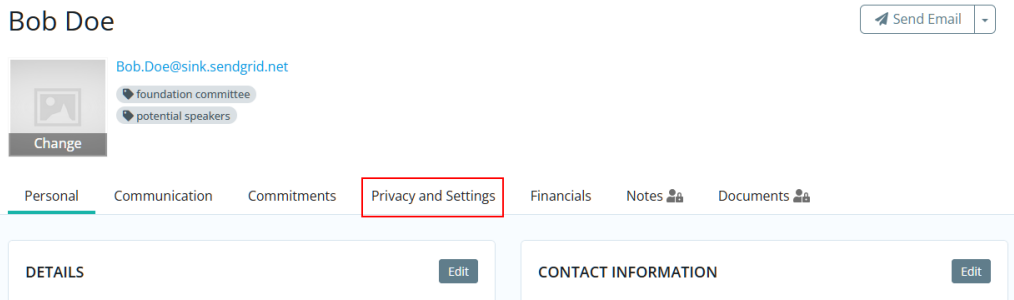 Bob Doe
Send Email
Bob.Doe@sink.sendgrid.net
foundation committee
potential speakers
Change
Personal Communication Commitments Privacy and Settings Financials Notes Documents
DETAILS Edit CONTACT INFORMATION Edit